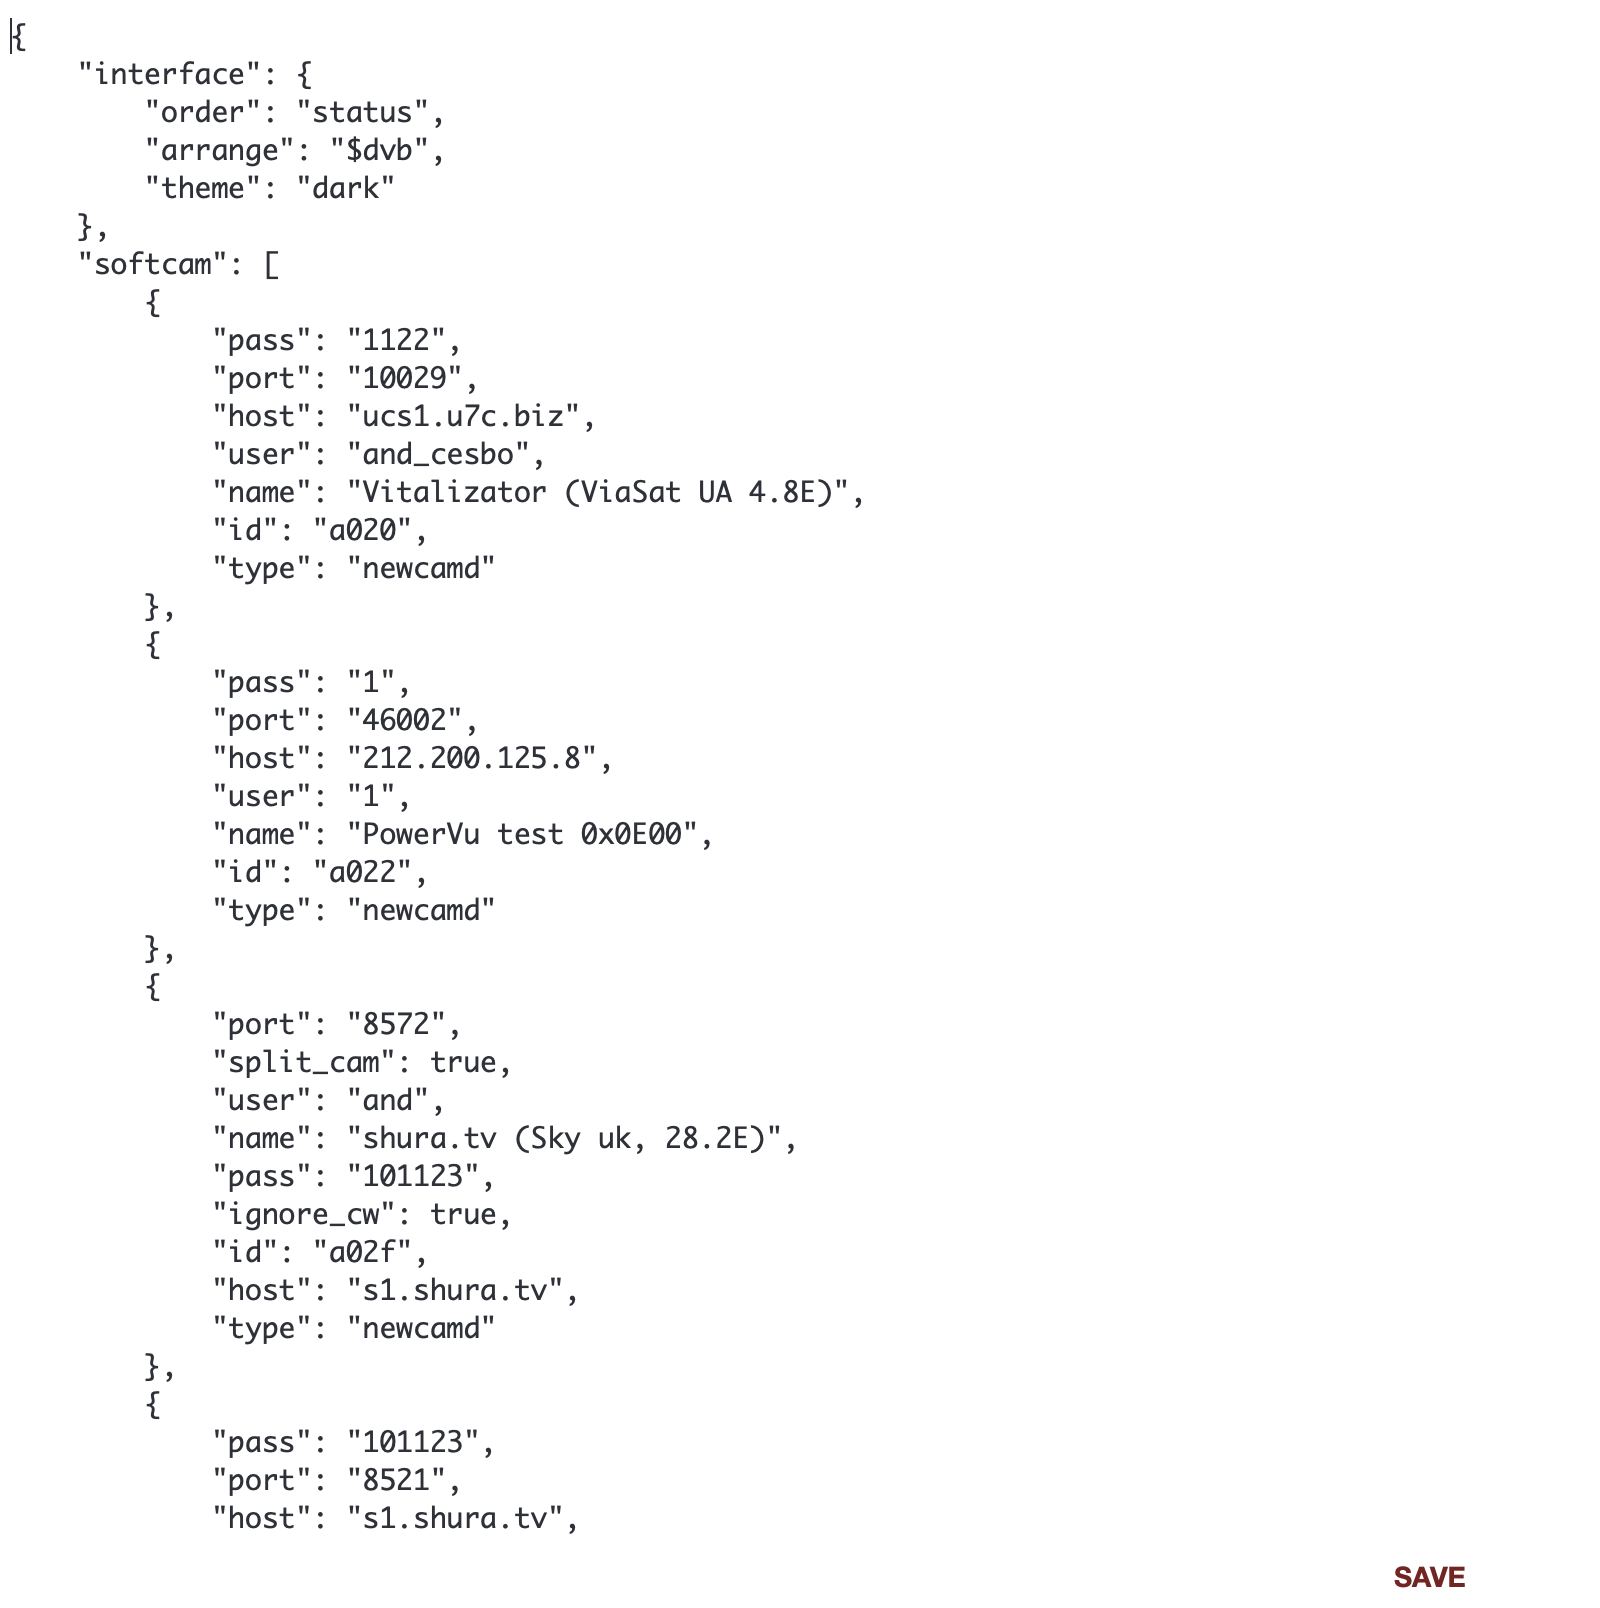 {
    "interface": {
        "order": "status",
        "arrange": "$dvb",
        "theme": "dark"
    },
    "softcam": [
        {
            "pass": "1122",
            "port": "10029",
            "host": "ucs1.u7c.biz",
            "user": "and_cesbo",
            "name": "Vitalizator (ViaSat UA 4.8E)",
            "id": "a020",
            "type": "newcamd"
        },
        {
            "pass": "1",
            "port": "46002",
            "host": "212.200.125.8",
            "user": "1",
            "name": "PowerVu test 0x0E00",
            "id": "a022",
            "type": "newcamd"
        },
        {
            "port": "8572",
            "split_cam": true,
            "user": "and",
            "name": "shura.tv (Sky uk, 28.2E)",
            "pass": "101123",
            "ignore_cw": true,
            "id": "a02f",
            "host": "s1.shura.tv",
            "type": "newcamd"
        },
        {
            "pass": "101123",
            "port": "8521",
            "host": "s1.shura.tv",
SAVE